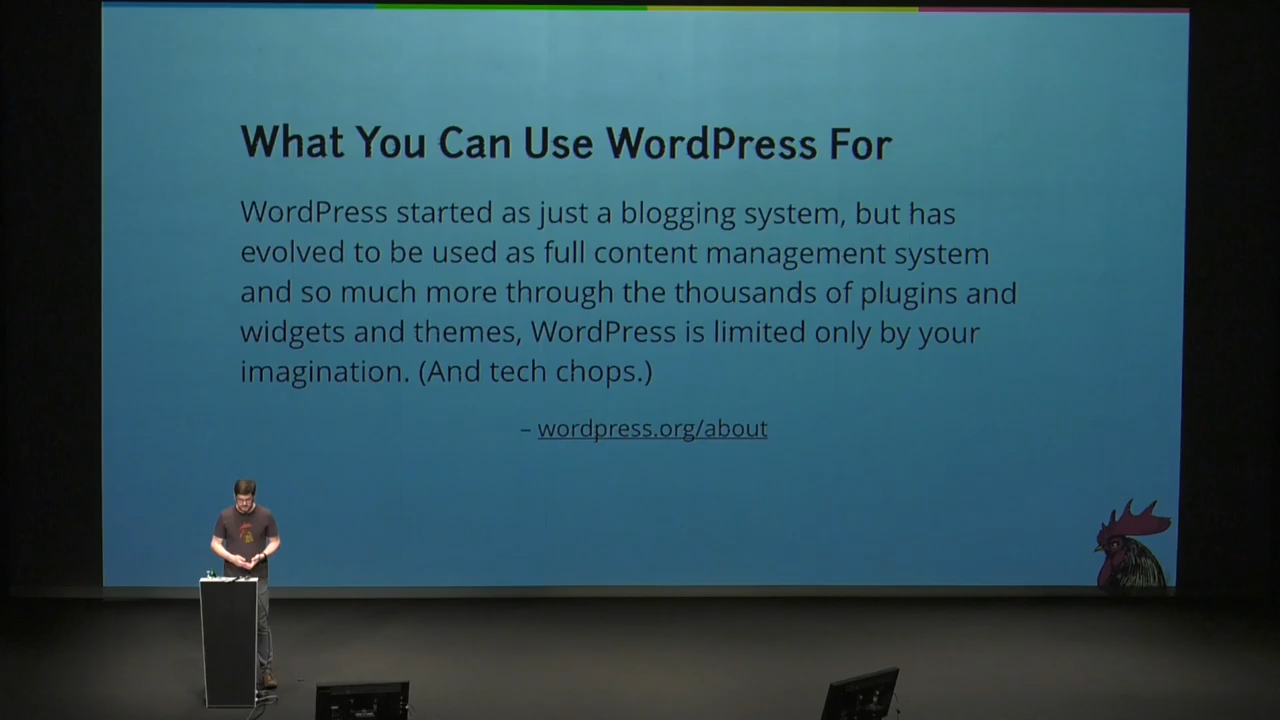 What You Can Use WordPress For
WordPress started as just a blogging system, but has
evolved to be used as full content management system
and so much more through the thousands of plugins and
widgets and themes, WordPress is limited only by your
imagination. (And tech chops.)
– wordpress.org/about